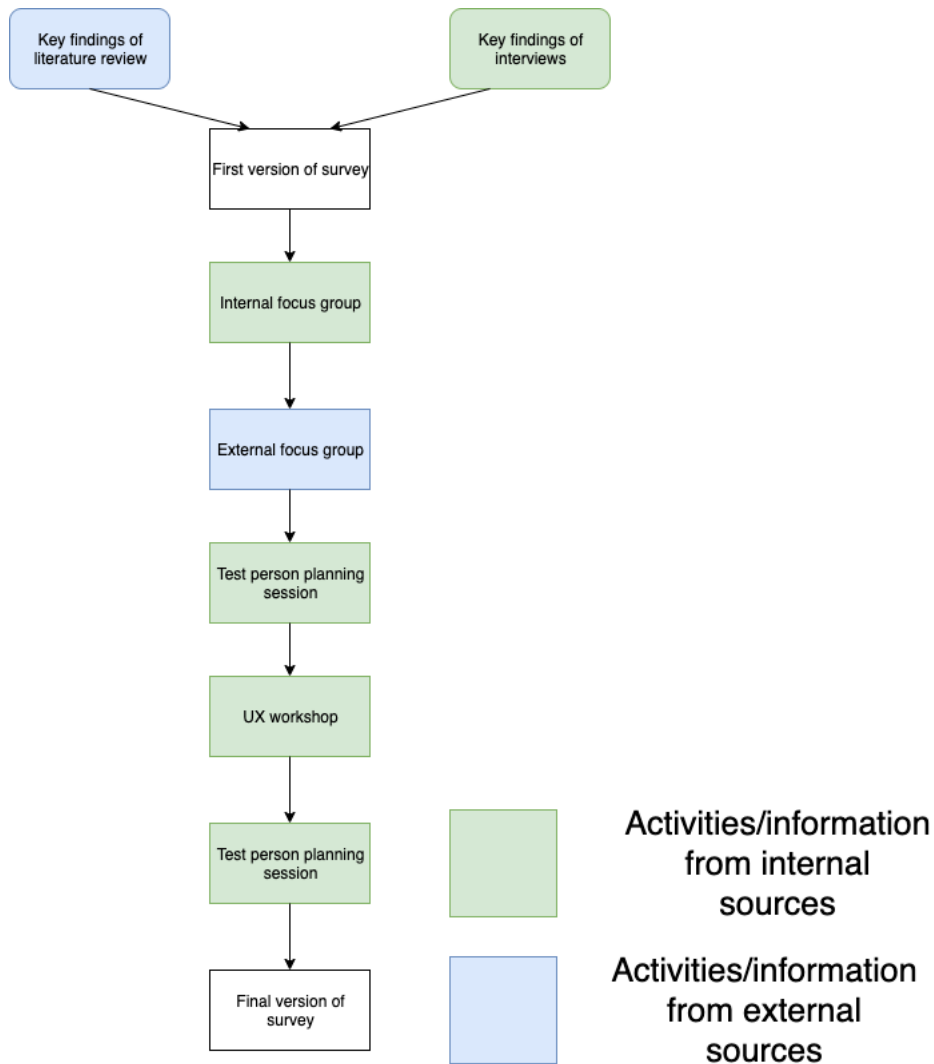 Key findings of
literature review
Key findings of
interviews
First version of survey
Internal focus group
External focus group
Test person planning
session
UX workshop
Test person planning
session
Final version of
survey
Activities/information
from internal
sources
Activities/information
from external
sources